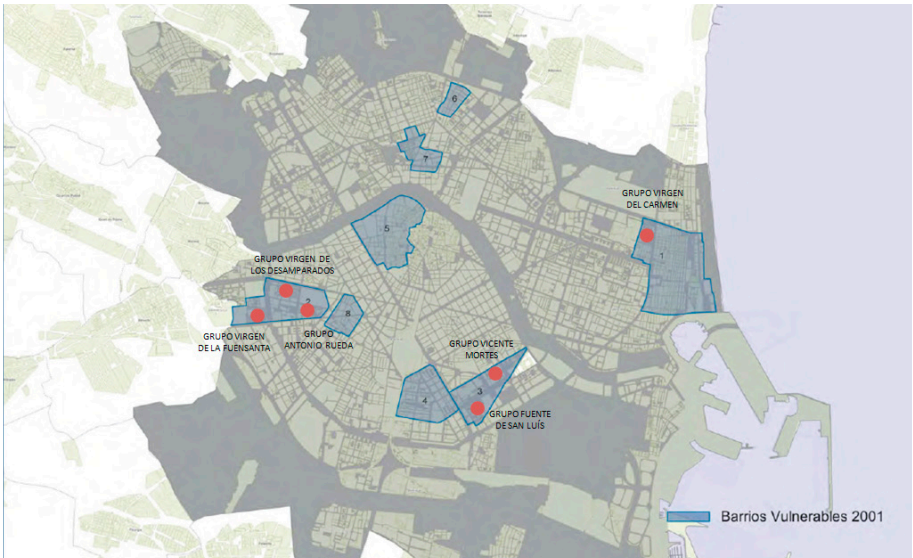 6
7
GRUPO VIRGEN
DEL CARMEN
5
1
GRUPO VIRGEN DE
LOS DESAMPARADOS
2
8
GRUPO VIRGEN
DE LA FUENSANTA
GRUPO
ANTONIO RUEDA
GRUPO VICENTE
MORTES
3
4
GRUPO FUENTE
DE SAN LUÍS
Barrios Vulnerables 2001